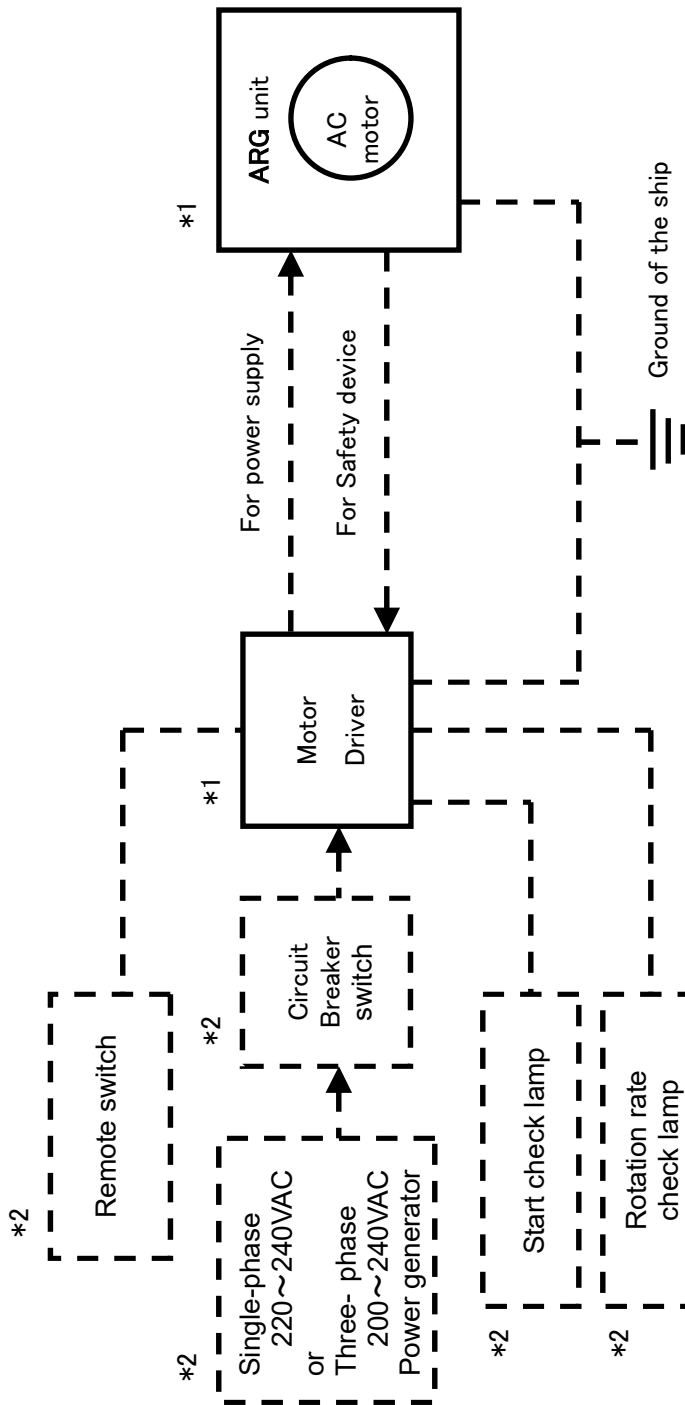 *2
Remote switch
*2
Single-phase
220～240VAC
or
Three- phase
200～240VAC
Power generator
*2
Circuit
Breaker
switch
*1
Motor
Driver
For power supply
For Safety device
*1
ARG unit
AC
motor
*2
Start check lamp
*2
Rotation rate
check lamp
Ground of the ship